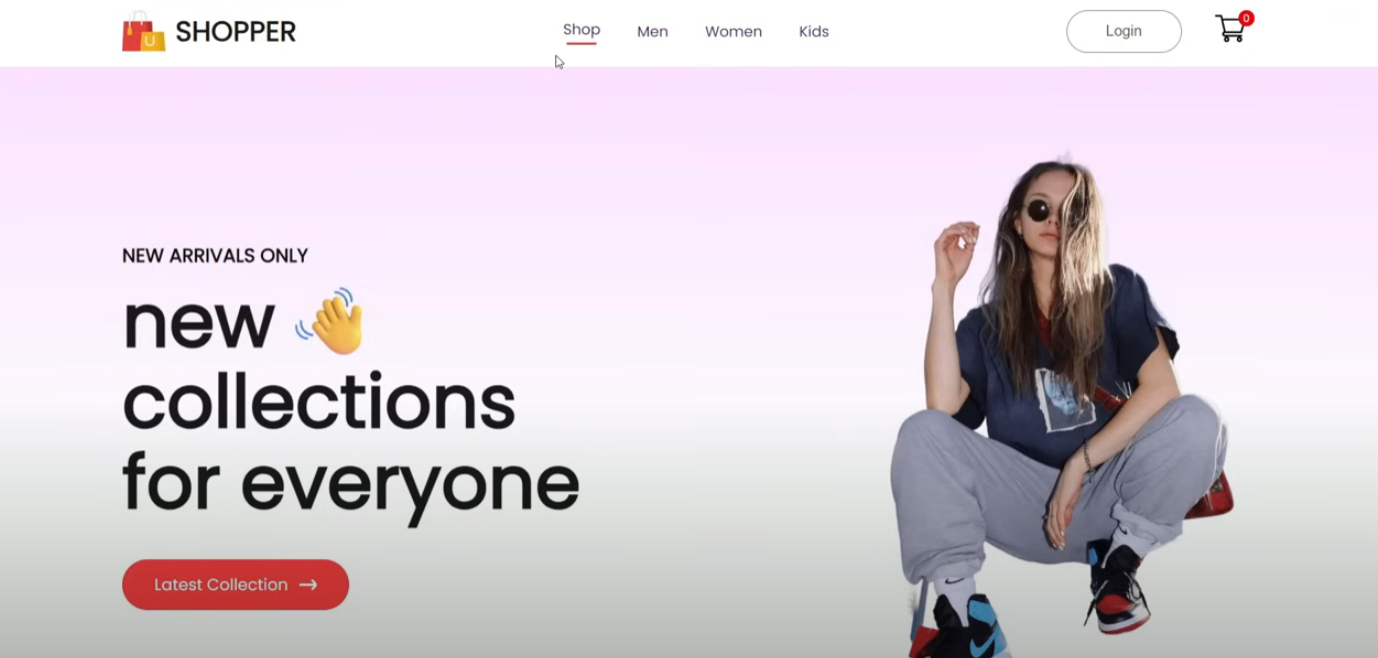 SHOPPER
Shop Men Women Kids
Login
0
NEW ARRIVALS ONLY
new 👋
collections
for everyone
Latest Collection →